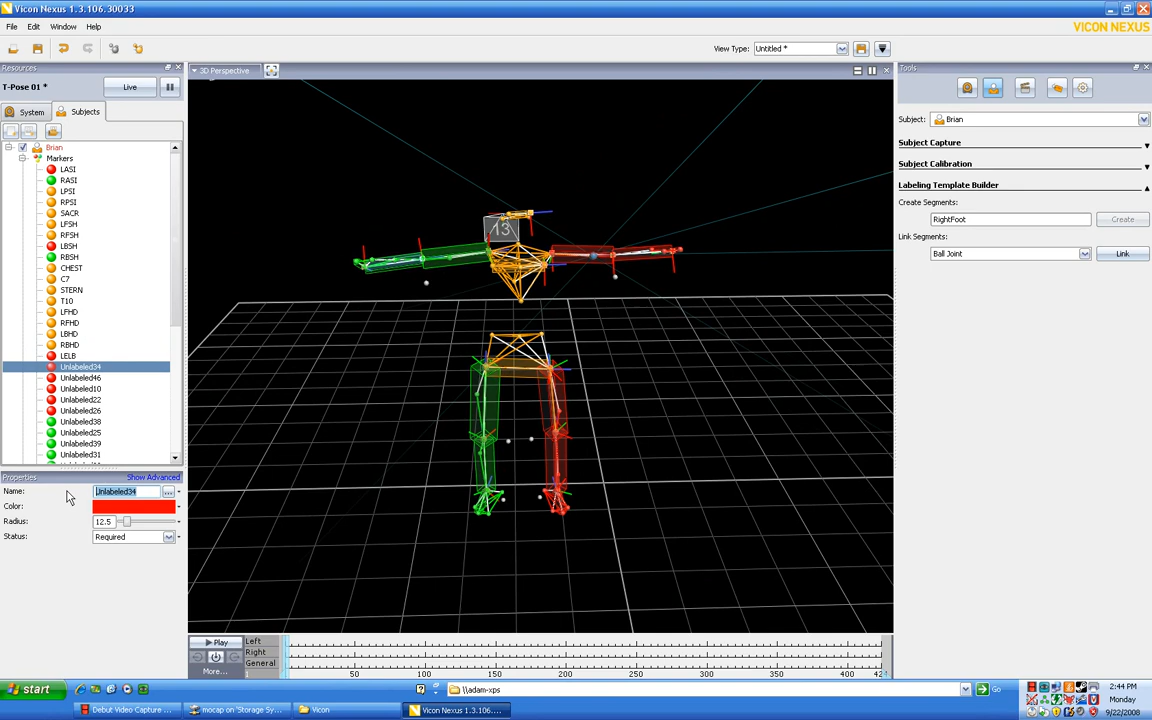 Vicon Nexus 1.3.106.30033
File Edit Window Help
VICON NEXUS
View Type: Untitled *
Resources
T-Pose 01 *
Live
System Subjects
Brian
Markers
LASI
RASI
LPSI
RPSI
SACR
LFSH
RFSH
LBSH
RBSH
CHEST
C7
STERN
T10
LFHD
RFHD
LBHD
RBHD
LELB
Unlabeled34
Unlabeled46
Unlabeled10
Unlabeled22
Unlabeled26
Unlabeled38
Unlabeled25
Unlabeled39
Unlabeled31
Properties
Show Advanced
Name: Unlabeled34 ...
Color:
Radius: 12.5
Status: Required
3D Perspective
13
Play
More...
Left
Right
General
1 50 100 150 200 250 300 350 400 42
Tools
Subject: Brian
Subject Capture
Subject Calibration
Labeling Template Builder
Create Segments:
RightFoot Create
Link Segments:
Ball Joint Link
start
Debut Video Capture ...
mocap on 'Storage Sy...
Vicon
Vicon Nexus 1.3.106....
\\adam-xps
Go
2:44 PM
Monday
9/22/2008